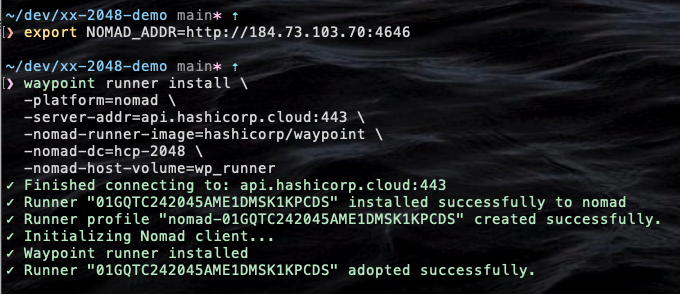 ~/dev/xx-2048-demo main* ⇡
❯ export NOMAD_ADDR=http://184.73.103.70:4646
~/dev/xx-2048-demo main* ⇡
❯ waypoint runner install \
-platform=nomad \
-server-addr=api.hashicorp.cloud:443 \
-nomad-runner-image=hashicorp/waypoint \
-nomad-dc=hcp-2048 \
-nomad-host-volume=wp_runner
✓ Finished connecting to: api.hashicorp.cloud:443
✓ Runner "01GQTC242045AME1DMSK1KPCDS" installed successfully to nomad
✓ Runner profile "nomad-01GQTC242045AME1DMSK1KPCDS" created successfully.
✓ Initializing Nomad client...
✓ Waypoint runner installed
✓ Runner "01GQTC242045AME1DMSK1KPCDS" adopted successfully.